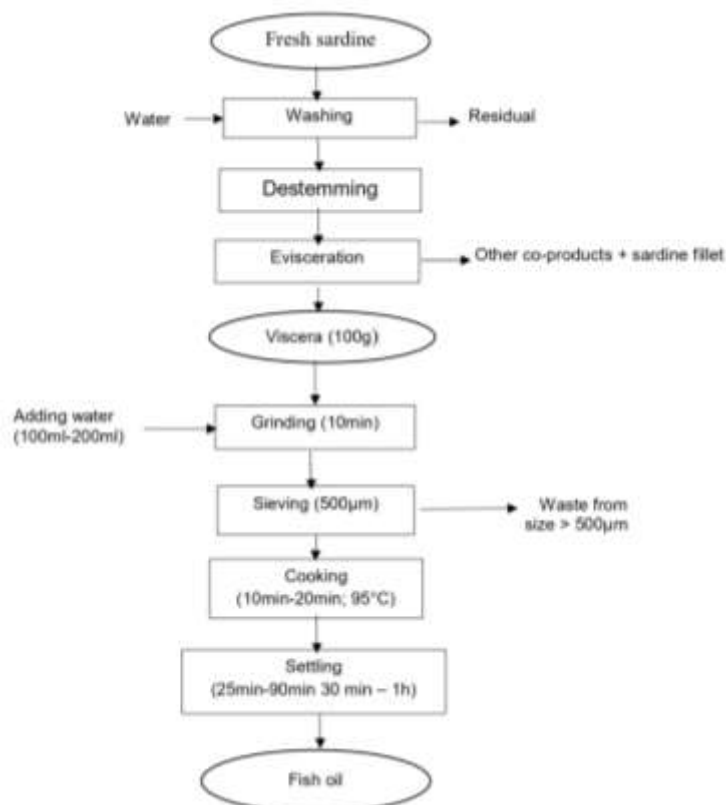 Fresh sardine
Water
Washing
Residual
Destemming
Evisceration
Other co-products + sardine fillet
Viscera (100g)
Adding water
(100ml-200ml)
Grinding (10min)
Sieving (500µm)
Waste from
size > 500µm
Cooking
(10min-20min; 95°C)
Settling
(25min-90min 30 min – 1h)
Fish oil